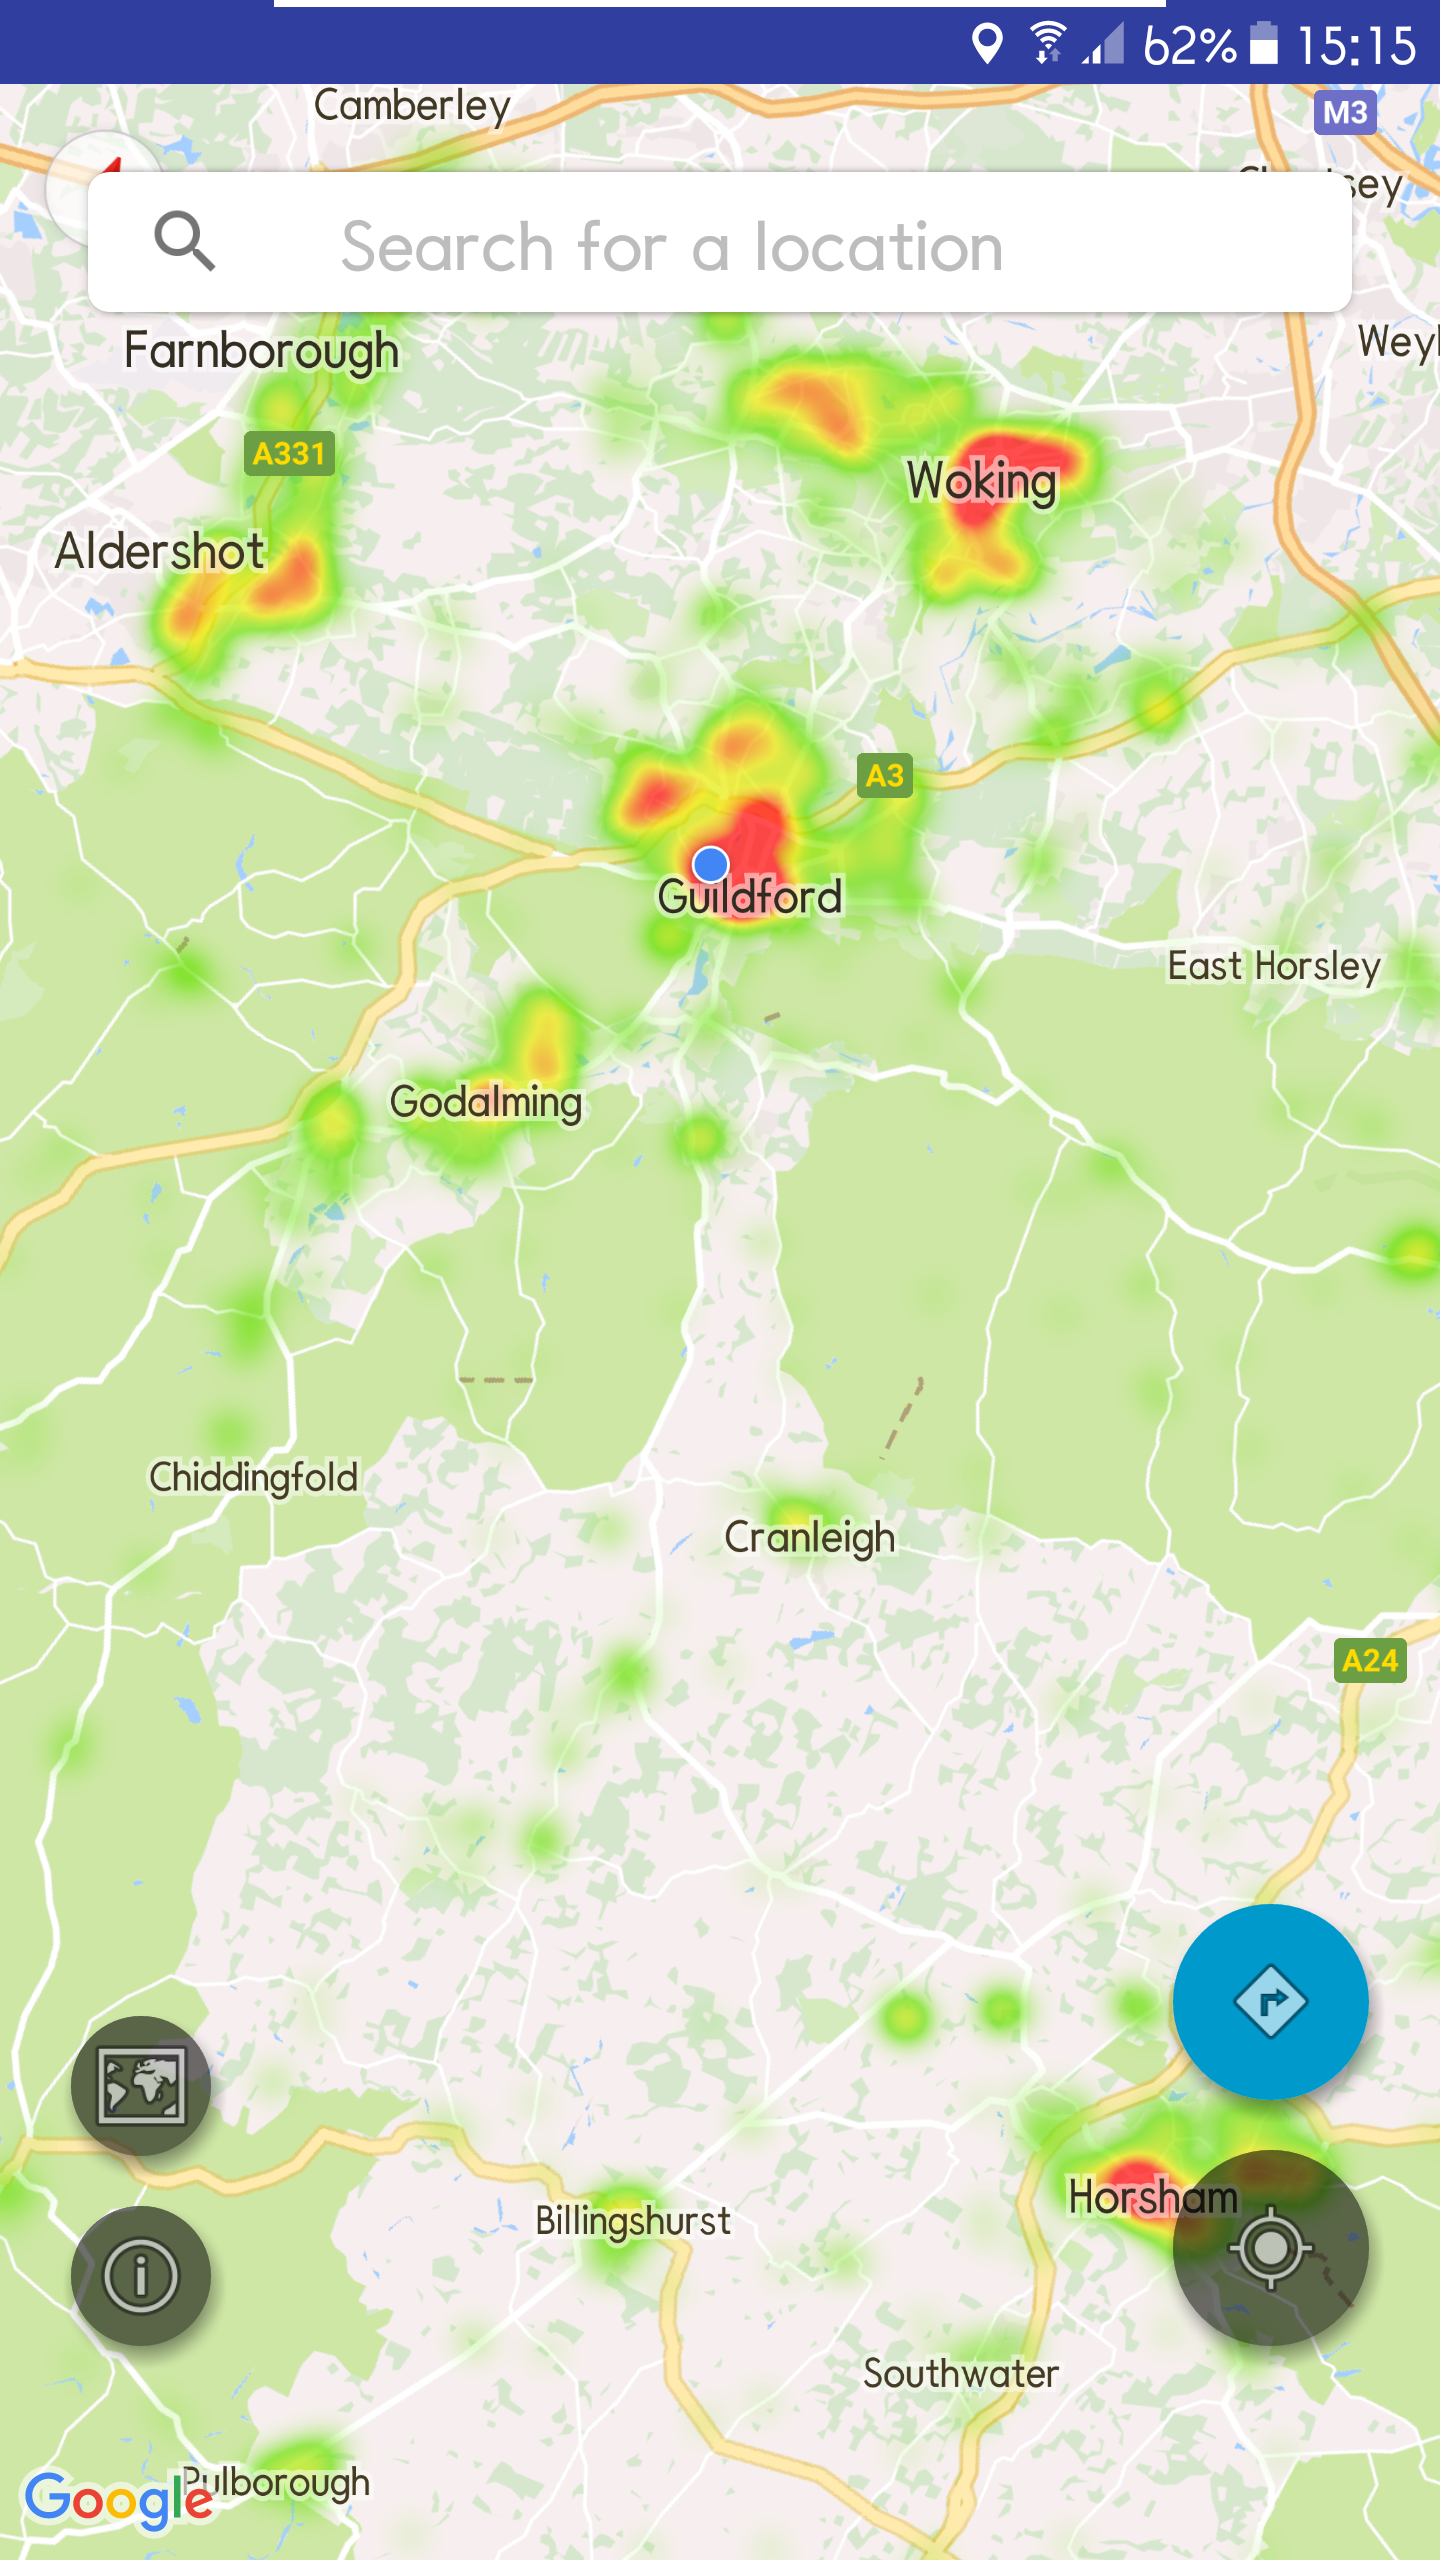 62% 15:15
Camberley
M3
Search for a location
Farnborough
A331
Woking
Aldershot
A3
Guildford
East Horsley
Godalming
Chiddingfold
Cranleigh
A24
Horsham
Billingshurst
Southwater
Pulborough
Google